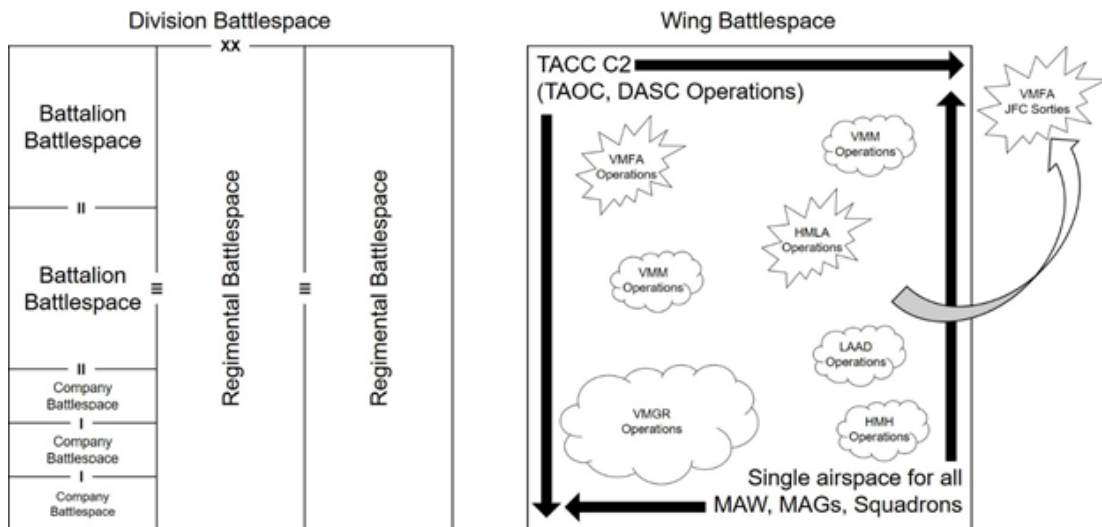 Division Battlespace
XX
Battalion
Battlespace
II
Battalion
Battlespace
II
Company
Battlespace
I
Company
Battlespace
I
Company
Battlespace
III
Regimental Battlespace
III
Regimental Battlespace
Wing Battlespace
TACC C2
(TAOC, DASC Operations)
VMFA
JFC Sorties
VMM
Operations
VMFA
Operations
HMLA
Operations
VMM
Operations
LAAD
Operations
VMGR
Operations
HMH
Operations
Single airspace for all
MAW, MAGs, Squadrons